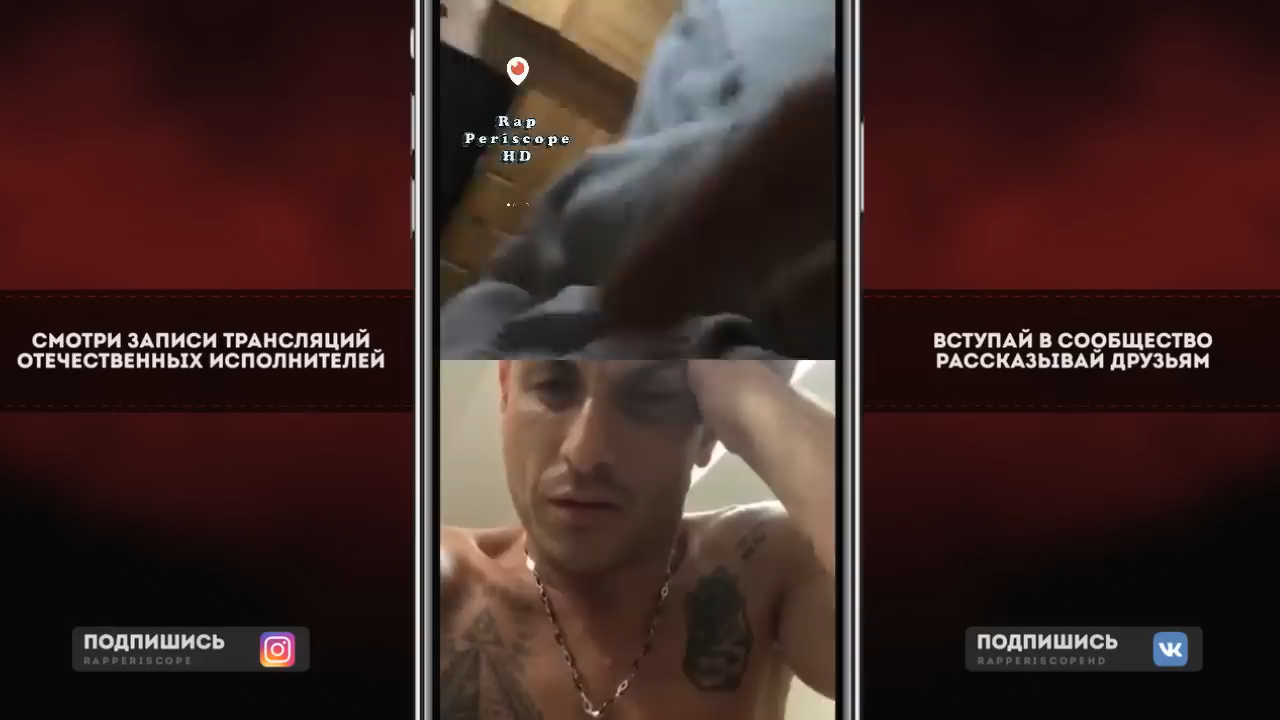 Rap
Periscope
HD
СМОТРИ ЗАПИСИ ТРАНСЛЯЦИЙ
ОТЕЧЕСТВЕННЫХ ИСПОЛНИТЕЛЕЙ
ВСТУПАЙ В СООБЩЕСТВО
РАССКАЗЫВАЙ ДРУЗЬЯМ
ПОДПИШИСЬ
RAPPERISCOPE
ПОДПИШИСЬ
RAPPERISCOPEHD